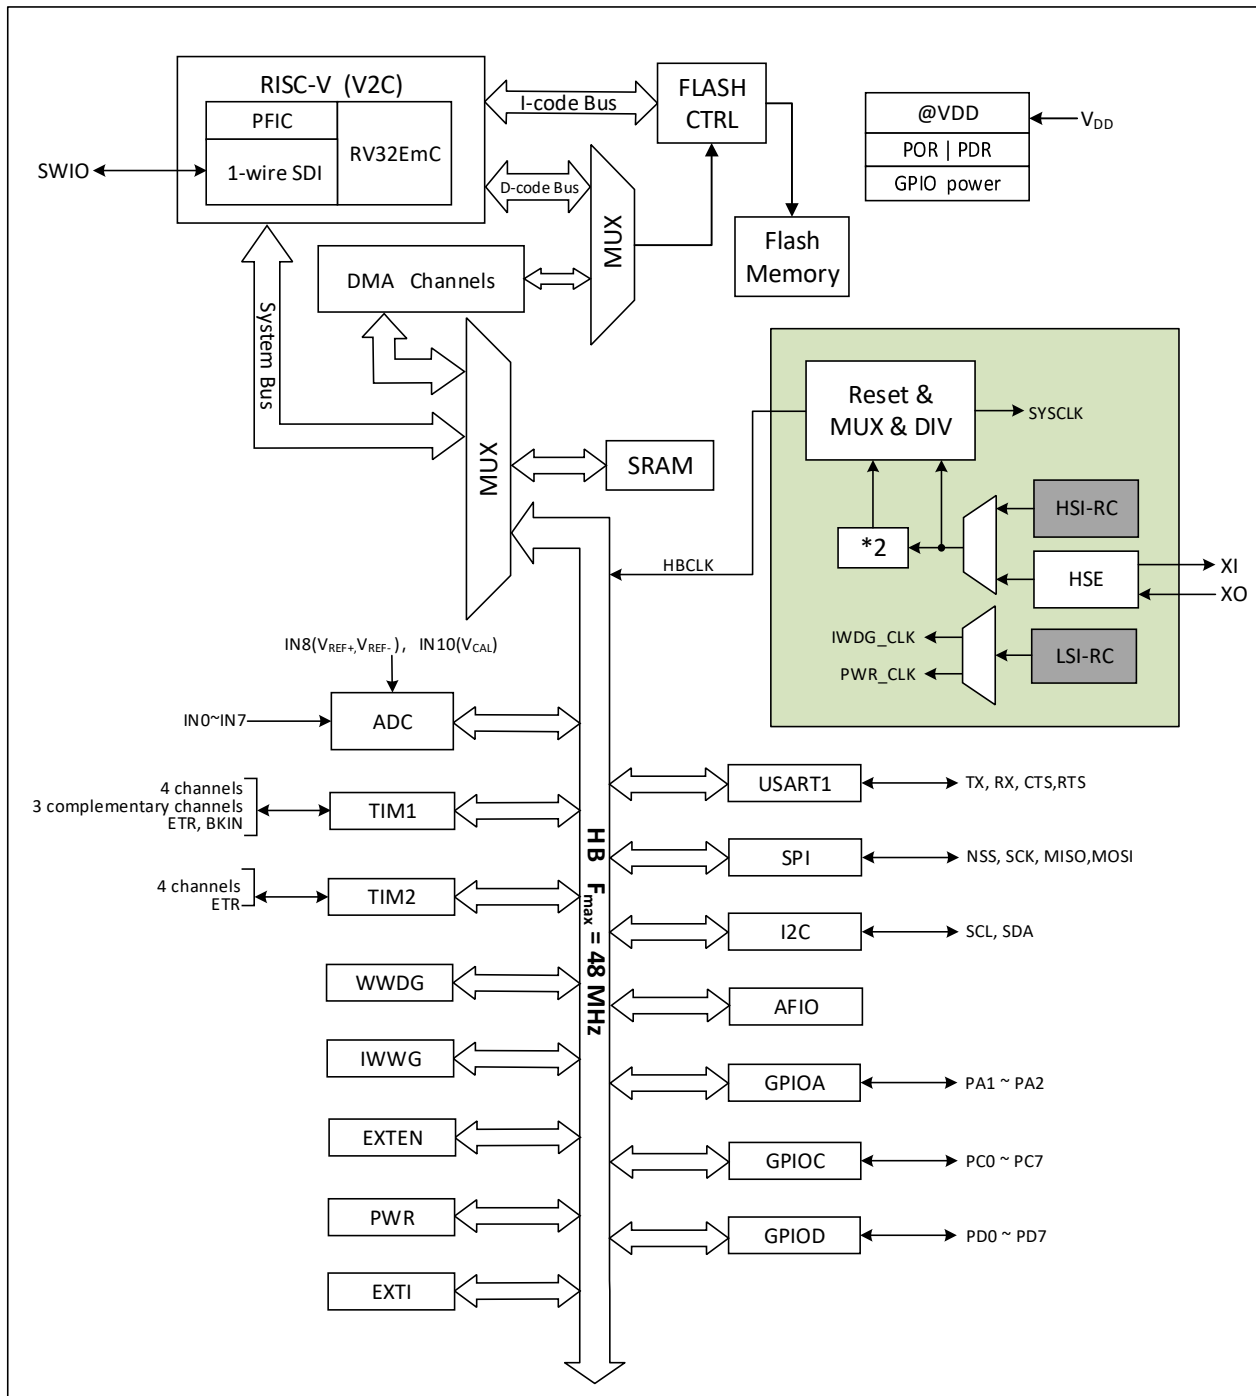 RISC-V (V2C)
PFIC
1-wire SDI
RV32EmC
SWIO
I-code Bus
D-code Bus
FLASH
CTRL
MUX
Flash
Memory
@VDD
POR | PDR
GPIO power
VDD
DMA Channels
System Bus
MUX
SRAM
Reset &
MUX & DIV
SYSCLK
HSI-RC
*2
HSE
XI
XO
HBCLK
IWDG_CLK
PWR_CLK
LSI-RC
IN8(VREF+,VREF-), IN10(VCAL)
IN0~IN7
ADC
4 channels
3 complementary channels
ETR, BKIN
TIM1
4 channels
ETR
TIM2
WWDG
IWWG
EXTEN
PWR
EXTI
HB Fmax = 48 MHz
USART1
TX, RX, CTS,RTS
SPI
NSS, SCK, MISO,MOSI
I2C
SCL, SDA
AFIO
GPIOA
PA1 ~ PA2
GPIOC
PC0 ~ PC7
GPIOD
PD0 ~ PD7